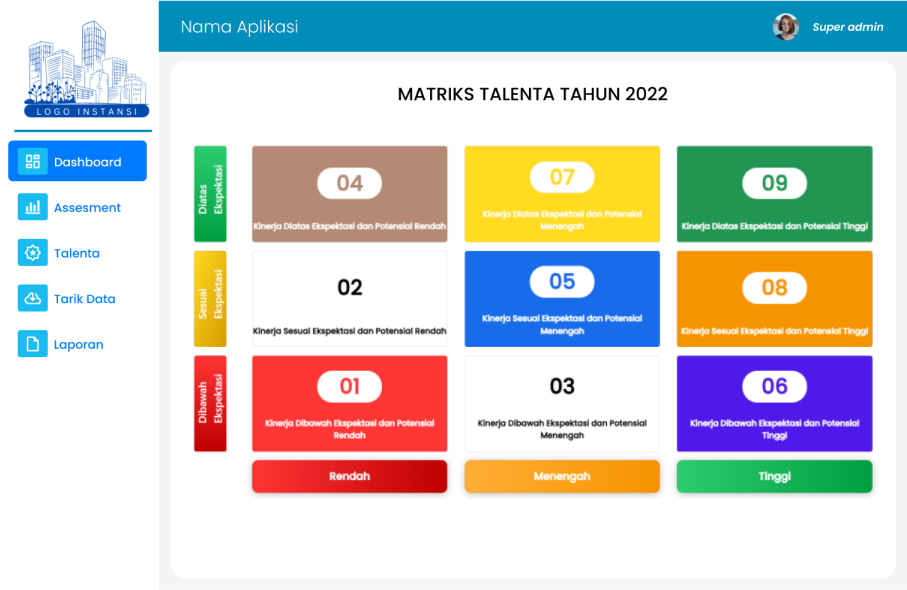 Nama Aplikasi
Super admin
LOGO INSTANSI
Dashboard
Assesment
Talenta
Tarik Data
Laporan
MATRIKS TALENTA TAHUN 2022
Diatas
Ekspektasi
04
Kinerja Diatas Ekspektasi dan Potensial Rendah
07
Kinerja Diatas Ekspektasi dan Potensial
Menengah
09
Kinerja Diatas Ekspektasi dan Potensial Tinggi
Sesuai
Ekspektasi
02
Kinerja Sesuai Ekspektasi dan Potensial Rendah
05
Kinerja Sesuai Ekspektasi dan Potensial
Menengah
08
Kinerja Sesuai Ekspektasi dan Potensial Tinggi
Dibawah
Ekspektasi
01
Kinerja Dibawah Ekspektasi dan Potensial
Rendah
03
Kinerja Dibawah Ekspektasi dan Potensial
Menengah
06
Kinerja Dibawah Ekspektasi dan Potensial
Tinggi
Rendah
Menengah
Tinggi